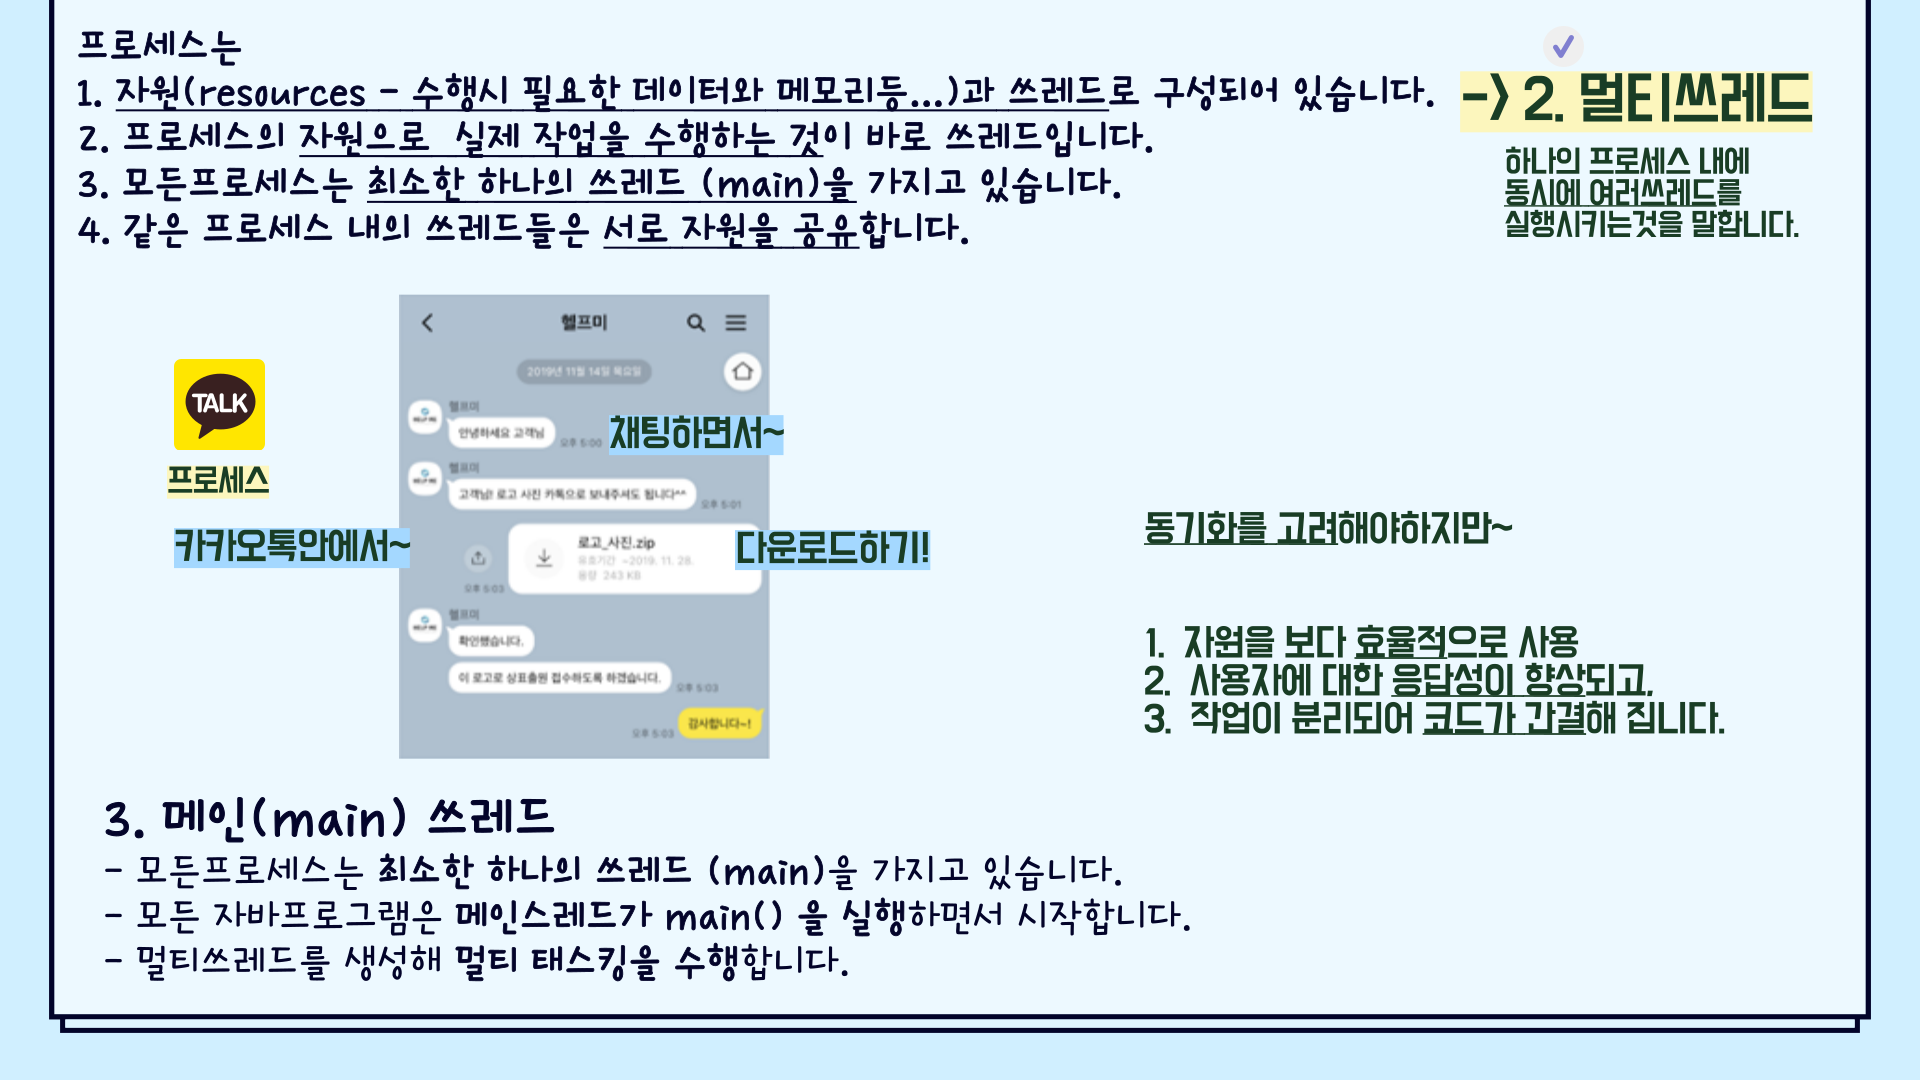 프로세스는
1. 자원(resources - 수행시 필요한 데이터와 메모리등...)과 쓰레드로 구성되어 있습니다.
2. 프로세스의 자원으로 실제 작업을 수행하는 것이 바로 쓰레드입니다.
3. 모든프로세스는 최소한 하나의 쓰레드 (main)을 가지고 있습니다.
4. 같은 프로세스 내의 쓰레드들은 서로 자원을 공유합니다.
-> 2. 멀티쓰레드
하나의 프로세스 내에
동시에 여러쓰레드를
실행시키는것을 말합니다.
TALK
프로세스
카카오톡안에서~
헬프미
2019년 11월 14일 목요일
헬프미
HELP ME
안녕하세요 고객님
오후 5:00
채팅하면서~
헬프미
HELP ME
고객님! 로고 사진 카톡으로 보내주셔도 됩니다^^
오후 5:01
로고_사진.zip
유효기간 ~2019. 11. 28.
용량 243 KB
오후 5:03
다운로드하기!
헬프미
HELP ME
확인했습니다.
이 로고로 상표출원 접수하도록 하겠습니다.
오후 5:03
감사합니다~!
오후 5:03
동기화를 고려해야하지만~
1. 자원을 보다 효율적으로 사용
2. 사용자에 대한 응답성이 향상되고,
3. 작업이 분리되어 코드가 간결해 집니다.
3. 메인(main) 쓰레드
- 모든프로세스는 최소한 하나의 쓰레드 (main)을 가지고 있습니다.
- 모든 자바프로그램은 메인스레드가 main() 을 실행하면서 시작합니다.
- 멀티쓰레드를 생성해 멀티 태스킹을 수행합니다.